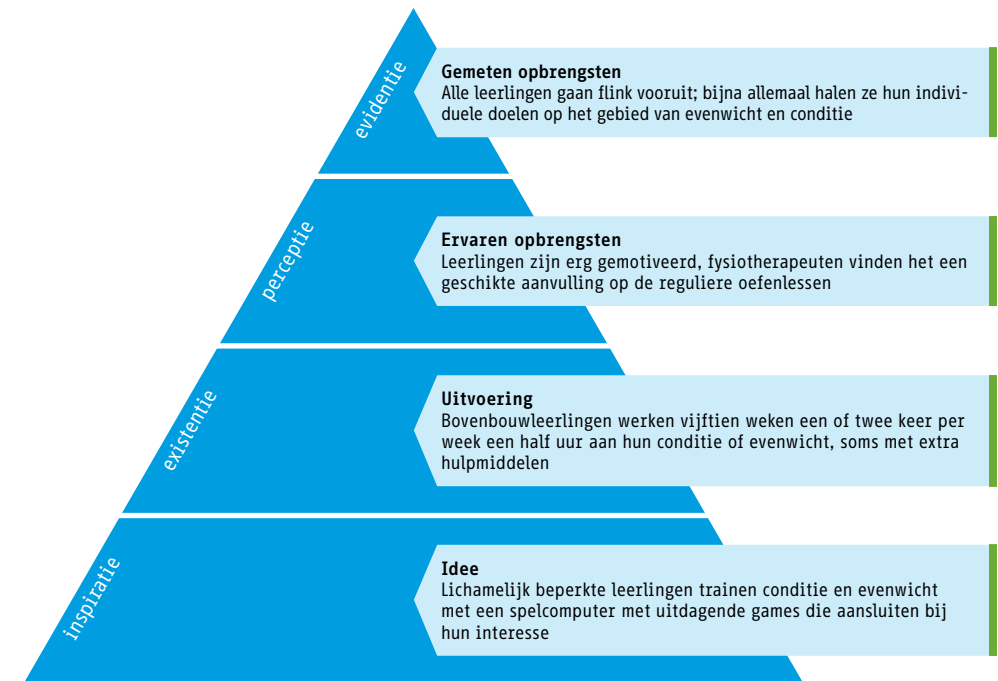 evidentie
Gemeten opbrengsten
Alle leerlingen gaan flink vooruit; bijna allemaal halen ze hun indivi-
duele doelen op het gebied van evenwicht en conditie
perceptie
Ervaren opbrengsten
Leerlingen zijn erg gemotiveerd, fysiotherapeuten vinden het een
geschikte aanvulling op de reguliere oefenlessen
existentie
Uitvoering
Bovenbouwleerlingen werken vijftien weken een of twee keer per
week een half uur aan hun conditie of evenwicht, soms met extra
hulpmiddelen
inspiratie
Idee
Lichamelijk beperkte leerlingen trainen conditie en evenwicht
met een spelcomputer met uitdagende games die aansluiten bij
hun interesse